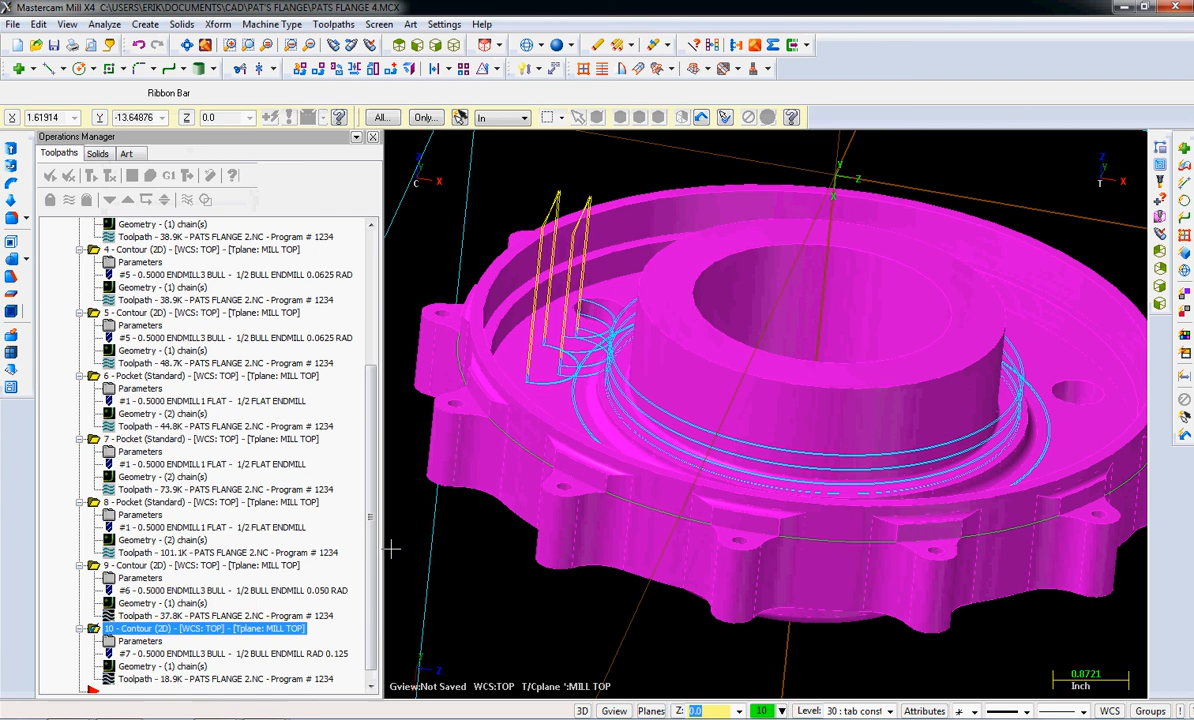 Mastercam Mill X4 C:\USERS\ERIK\DOCUMENTS\CAD\PAT'S FLANGE\PATS FLANGE 4.MCX
File Edit View Analyze Create Solids Xform Machine Type Toolpaths Screen Art Settings Help
Ribbon Bar
X 1.61914 Y -13.64876 Z 0.0 All... Only... In
Operations Manager
Toolpaths Solids Art
G1
Geometry - (1) chain(s)
Toolpath - 38.9K - PATS FLANGE 2.NC - Program # 1234
4 - Contour (2D) - [WCS: TOP] - [Tplane: MILL TOP]
Parameters
#5 - 0.5000 ENDMILL3 BULL - 1/2 BULL ENDMILL 0.0625 RAD
Geometry - (1) chain(s)
Toolpath - 38.9K - PATS FLANGE 2.NC - Program # 1234
5 - Contour (2D) - [WCS: TOP] - [Tplane: MILL TOP]
Parameters
#5 - 0.5000 ENDMILL3 BULL - 1/2 BULL ENDMILL 0.0625 RAD
Geometry - (1) chain(s)
Toolpath - 48.7K - PATS FLANGE 2.NC - Program # 1234
6 - Pocket (Standard) - [WCS: TOP] - [Tplane: MILL TOP]
Parameters
#1 - 0.5000 ENDMILL1 FLAT - 1/2 FLAT ENDMILL
Geometry - (2) chain(s)
Toolpath - 44.8K - PATS FLANGE 2.NC - Program # 1234
7 - Pocket (Standard) - [WCS: TOP] - [Tplane: MILL TOP]
Parameters
#1 - 0.5000 ENDMILL1 FLAT - 1/2 FLAT ENDMILL
Geometry - (2) chain(s)
Toolpath - 73.9K - PATS FLANGE 2.NC - Program # 1234
8 - Pocket (Standard) - [WCS: TOP] - [Tplane: MILL TOP]
Parameters
#1 - 0.5000 ENDMILL1 FLAT - 1/2 FLAT ENDMILL
Geometry - (2) chain(s)
Toolpath - 101.1K - PATS FLANGE 2.NC - Program # 1234
9 - Contour (2D) - [WCS: TOP] - [Tplane: MILL TOP]
Parameters
#6 - 0.5000 ENDMILL3 BULL - 1/2 BULL ENDMILL 0.050 RAD
Geometry - (1) chain(s)
Toolpath - 37.8K - PATS FLANGE 2.NC - Program # 1234
10 - Contour (2D) - [WCS: TOP] - [Tplane: MILL TOP]
Parameters
#7 - 0.5000 ENDMILL3 BULL - 1/2 BULL ENDMILL RAD 0.125
Geometry - (1) chain(s)
Toolpath - 18.9K - PATS FLANGE 2.NC - Program # 1234
Y
Z
X
C X
T X
Z
Gview:Not Saved WCS:TOP T/Cplane ':MILL TOP
0.8721
Inch
3D Gview Planes Z: 0.0 10 Level: 30 : tab const Attributes WCS Groups !